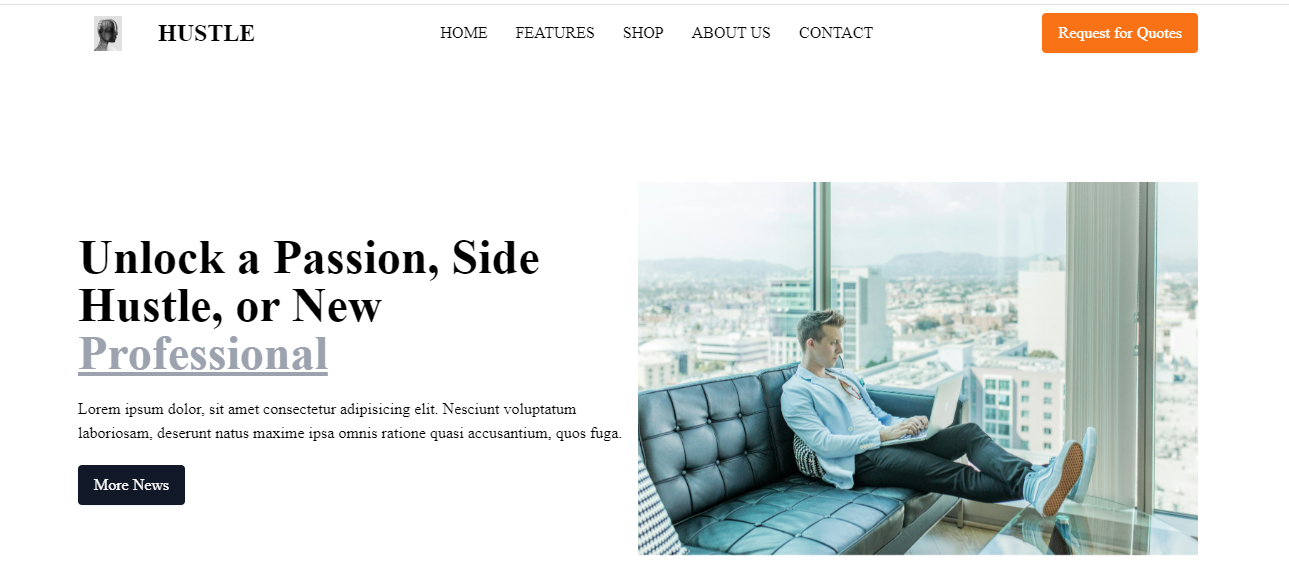 HUSTLE
HOME FEATURES SHOP ABOUT US CONTACT
Request for Quotes
Unlock a Passion, Side
Hustle, or New
Professional
Lorem ipsum dolor, sit amet consectetur adipisicing elit. Nesciunt voluptatum
laboriosam, deserunt natus maxime ipsa omnis ratione quasi accusantium, quos fuga.
More News